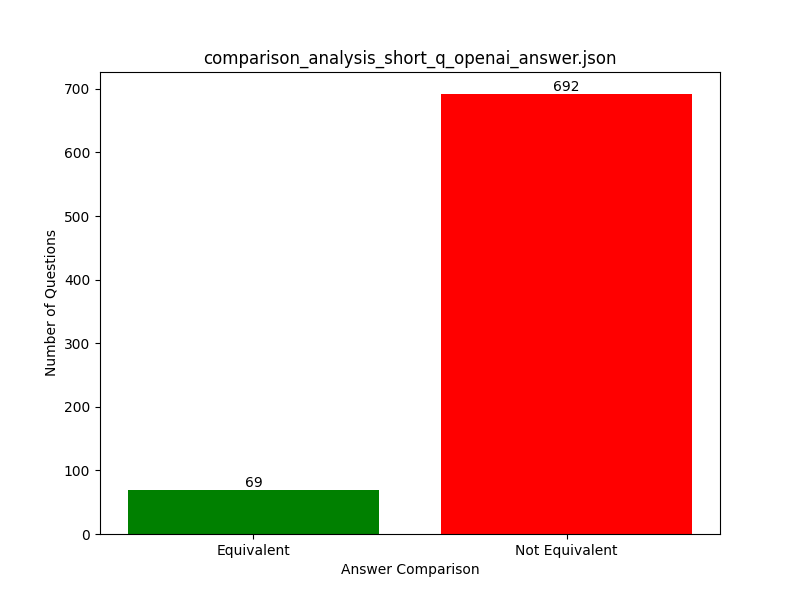 comparison_analysis_short_q_openai_answer.json
692
700
600
500
400
300
200
100
0
Number of Questions
69
Equivalent
Not Equivalent
Answer Comparison